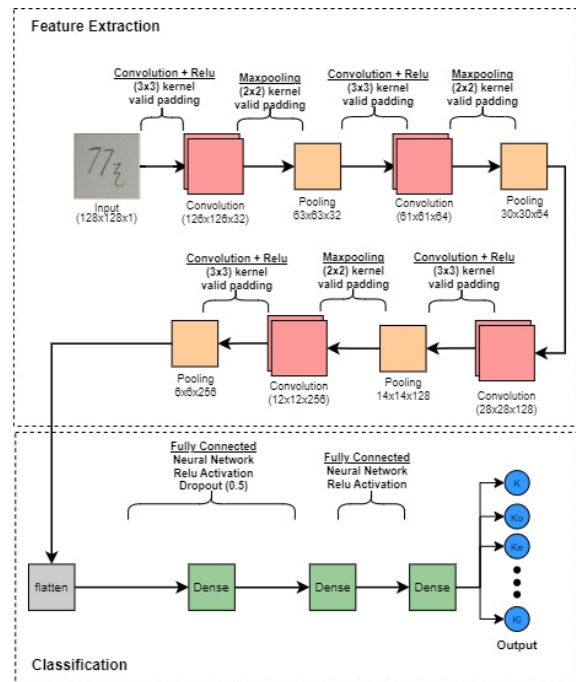 Feature Extraction
Convolution + Relu
(3x3) kernel
valid padding
Maxpooling
(2x2) kernel
valid padding
Convolution + Relu
(3x3) kernel
valid padding
Maxpooling
(2x2) kernel
valid padding
Input
(128x128x1)
Convolution
(126x126x32)
Pooling
63x63x32
Convolution
(61x61x64)
Pooling
30x30x64
Convolution + Relu
(3x3) kernel
valid padding
Maxpooling
(2x2) kernel
valid padding
Convolution + Relu
(3x3) kernel
valid padding
Pooling
6x6x256
Convolution
(12x12x256)
Pooling
14x14x128
Convolution
(28x28x128)
Fully Connected
Neural Network
Relu Activation
Dropout (0.5)
Fully Connected
Neural Network
Relu Activation
flatten
Dense
Dense
Dense
K
Ko
Ke
Ki
Output
Classification